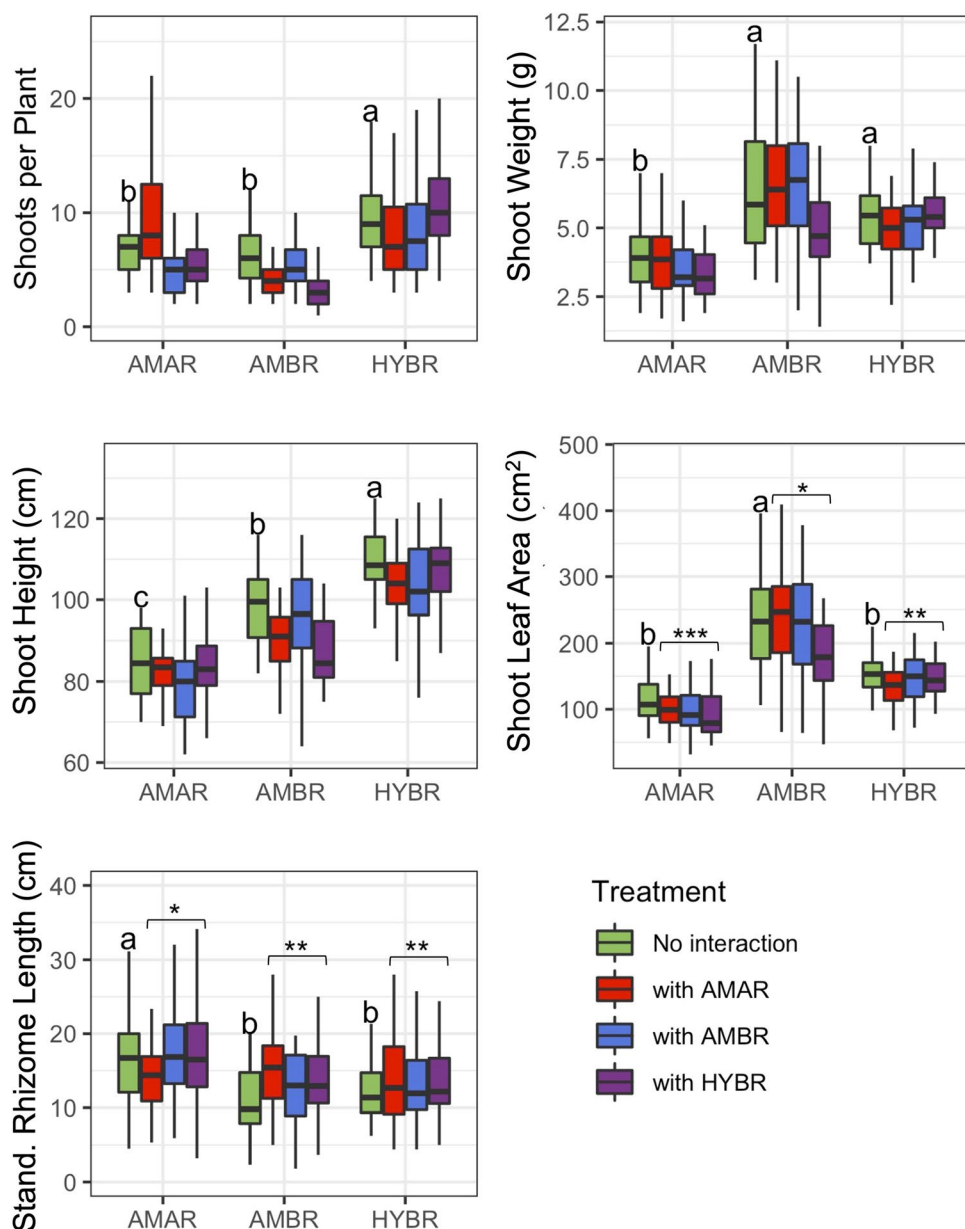 Shoots per Plant
20
10
0
b
b
a
AMAR
AMBR
HYBR
Shoot Weight (g)
12.5
10.0
7.5
5.0
2.5
b
a
a
AMAR
AMBR
HYBR
Shoot Height (cm)
120
100
80
60
c
b
a
AMAR
AMBR
HYBR
Shoot Leaf Area (cm²)
500
400
300
200
100
b
***
a
*
b
**
AMAR
AMBR
HYBR
Stand. Rhizome Length (cm)
40
30
20
10
0
a
*
b
**
b
**
AMAR
AMBR
HYBR
Treatment
No interaction
with AMAR
with AMBR
with HYBR